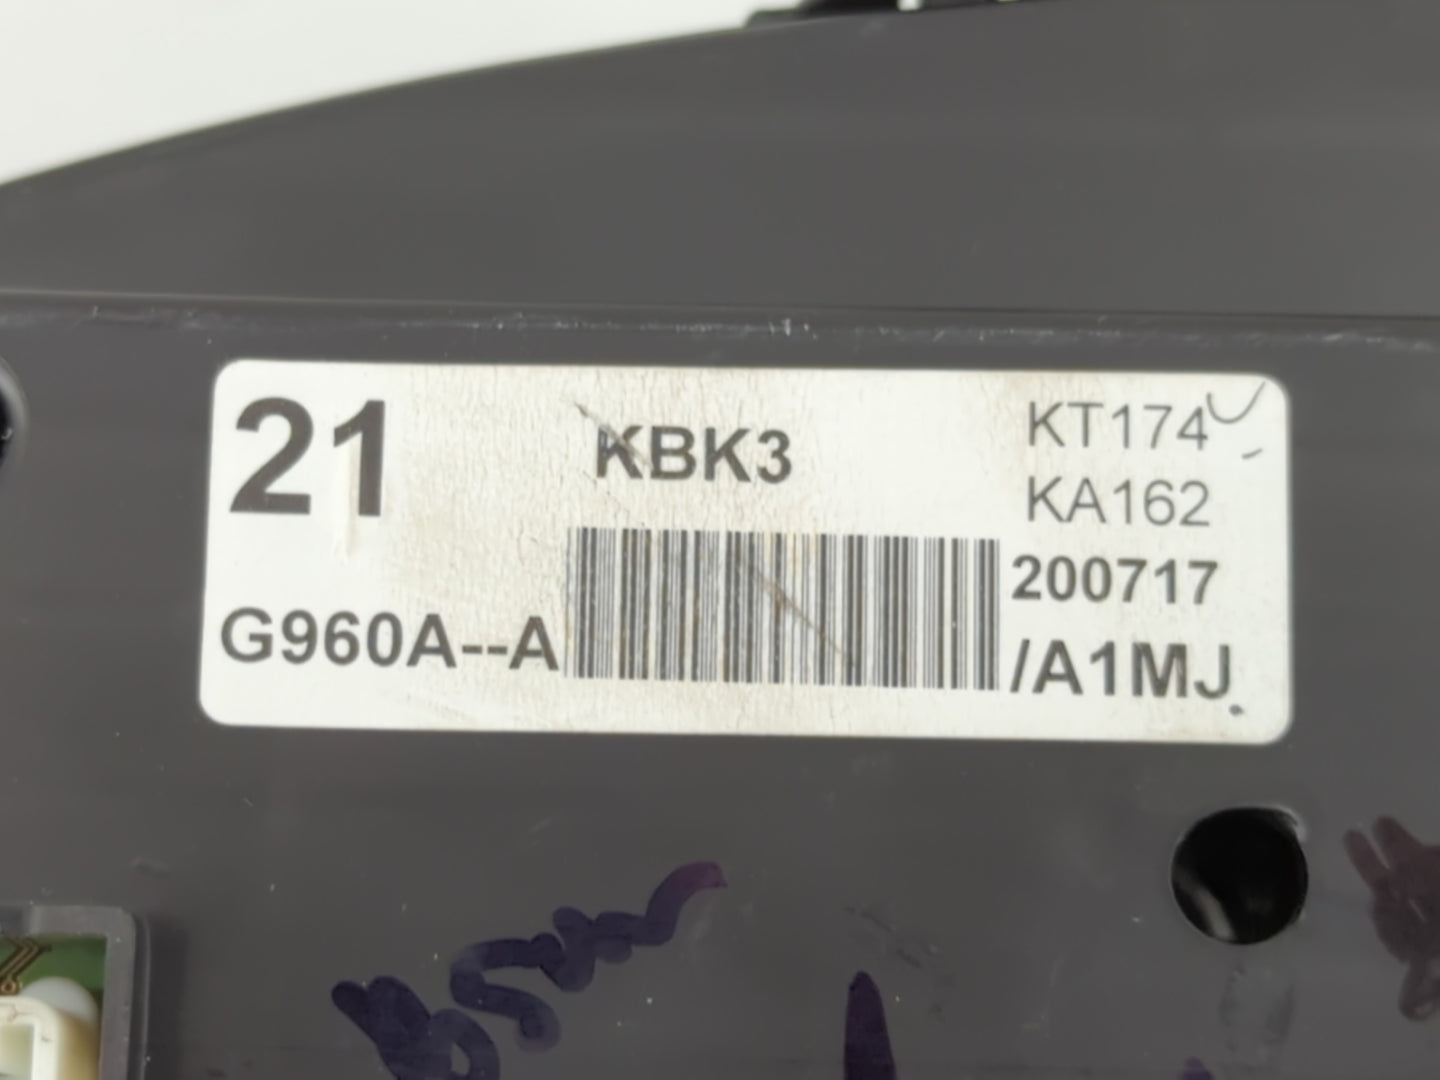 21
KBK3
KT174
KA162
200717
G960A--A
/A1MJ